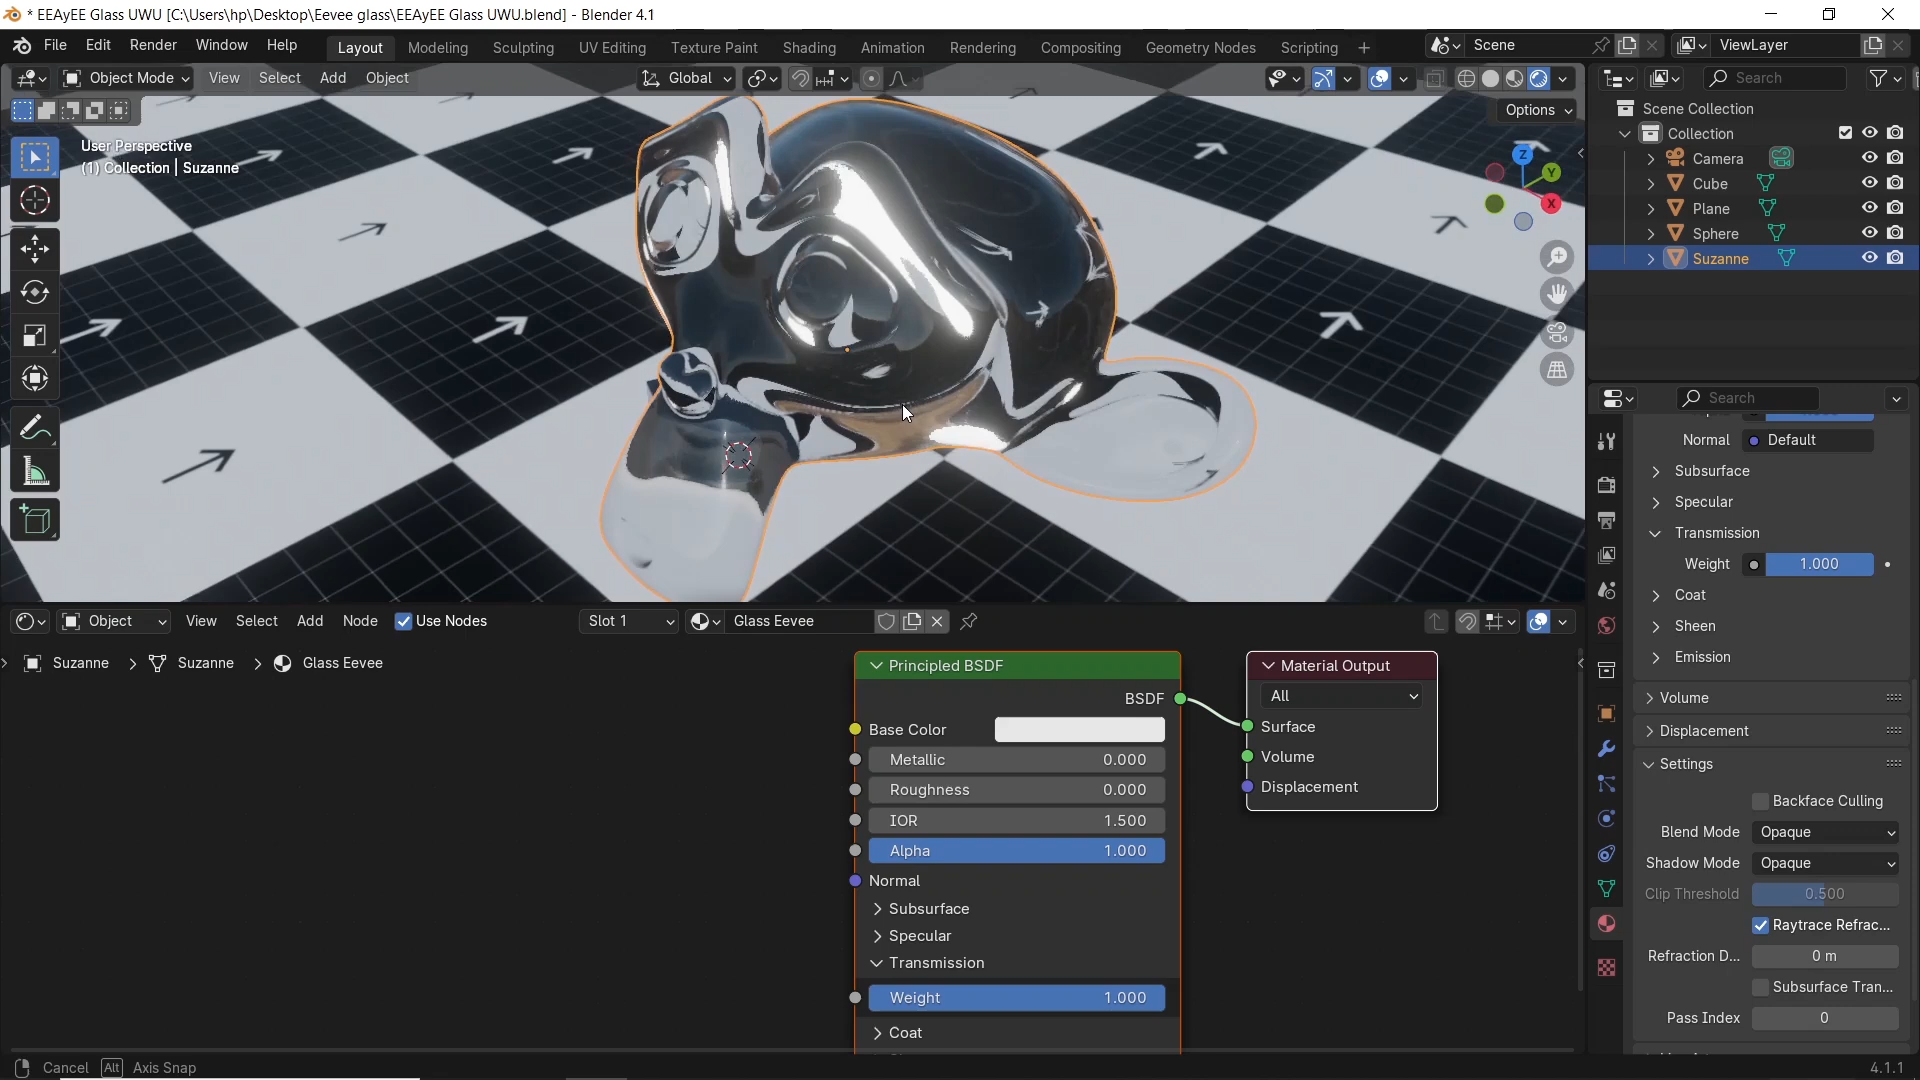 * EEAyEE Glass UWU [C:\Users\hp\Desktop\Eevee glass\EEAyEE Glass UWU.blend] - Blender 4.1
File Edit Render Window Help Layout Modeling Sculpting UV Editing Texture Paint Shading Animation Rendering Compositing Geometry Nodes Scripting + Scene ViewLayer
Object Mode View Select Add Object Global Search
Options
User Perspective
(1) Collection | Suzanne
Z
Y
X
Scene Collection
Collection
Camera
Cube
Plane
Sphere
Suzanne
Search
Normal Default
Subsurface
Specular
Transmission
Weight 1.000
Coat
Sheen
Emission
Volume
Displacement
Settings
Backface Culling
Blend Mode Opaque
Shadow Mode Opaque
Clip Threshold 0.500
Raytrace Refrac...
Refraction D... 0 m
Subsurface Tran...
Pass Index 0
Object View Select Add Node Use Nodes Slot 1 Glass Eevee
Suzanne Suzanne Glass Eevee
Principled BSDF
BSDF
Base Color
Metallic 0.000
Roughness 0.000
IOR 1.500
Alpha 1.000
Normal
Subsurface
Specular
Transmission
Weight 1.000
Coat
Material Output
All
Surface
Volume
Displacement
Cancel Alt Axis Snap
4.1.1